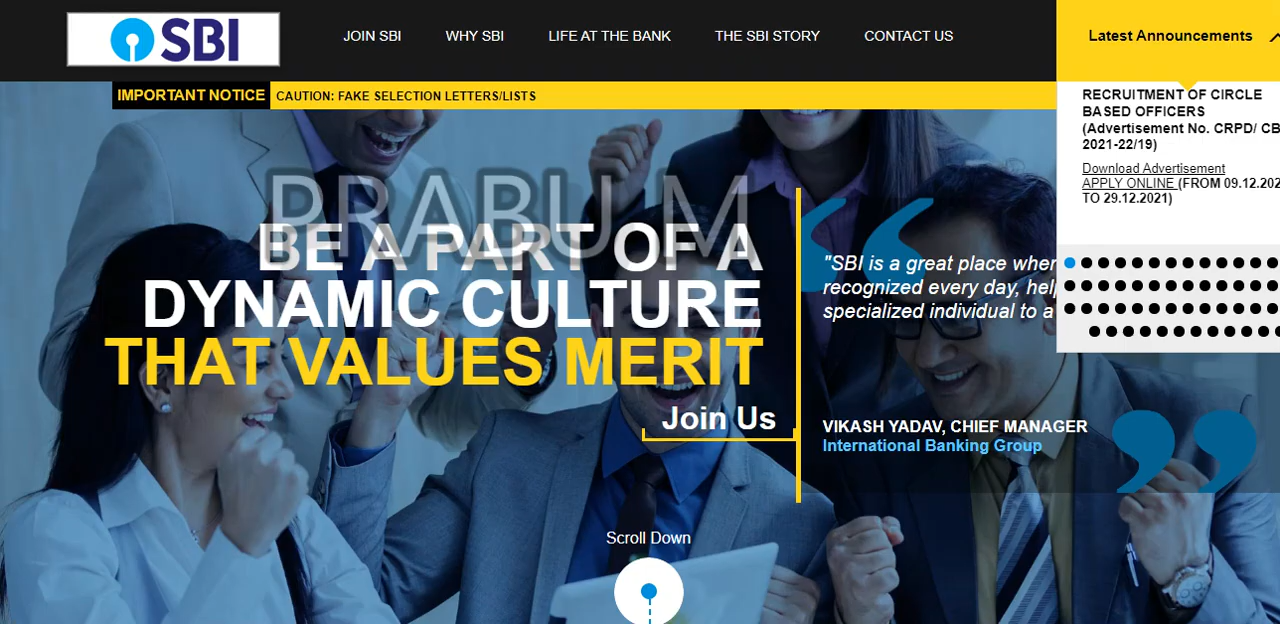 SBI
JOIN SBI WHY SBI LIFE AT THE BANK THE SBI STORY CONTACT US
Latest Announcements
IMPORTANT NOTICE CAUTION: FAKE SELECTION LETTERS/LISTS
RECRUITMENT OF CIRCLE
BASED OFFICERS
(Advertisement No. CRPD/ CB
2021-22/19)
Download Advertisement
APPLY ONLINE (FROM 09.12.202
TO 29.12.2021)
PRABU M
BE A PART OF A
DYNAMIC CULTURE
THAT VALUES MERIT
Join Us
"SBI is a great place wher
recognized every day, help
specialized individual to a
VIKASH YADAV, CHIEF MANAGER
International Banking Group
Scroll Down